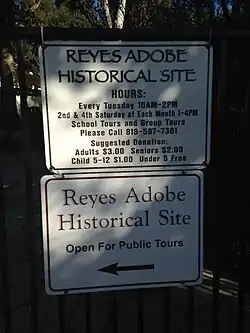 REYES ADOBE
HISTORICAL SITE
HOURS:
Every Tuesday 10AM-2PM
2nd & 4th Saturday of Each Month 1-4PM
School Tours and Group Tours
Please Call 818-597-7361
Suggested Donation:
Adults $3.00 Seniors $2.00
Child 5-12 $1.00 Under 5 Free
Reyes Adobe
Historical Site
Open For Public Tours